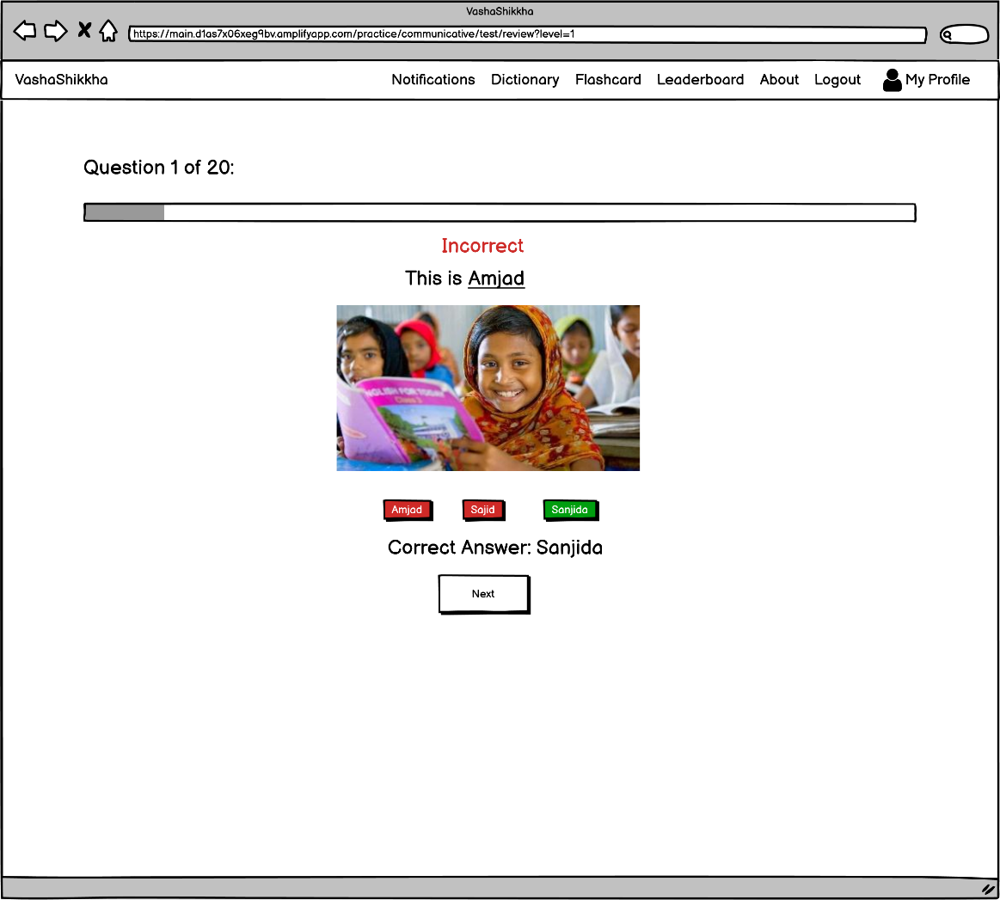 VashaShikkha
https://main.d1as7x06xeg9bv.amplifyapp.com/practice/communicative/test/review?level=1
VashaShikkha Notifications Dictionary Flashcard Leaderboard About Logout My Profile
Question 1 of 20:
Incorrect
This is Amjad
ENGLISH FOR TODAY
Class 3
Amjad Sajid Sanjida
Correct Answer: Sanjida
Next